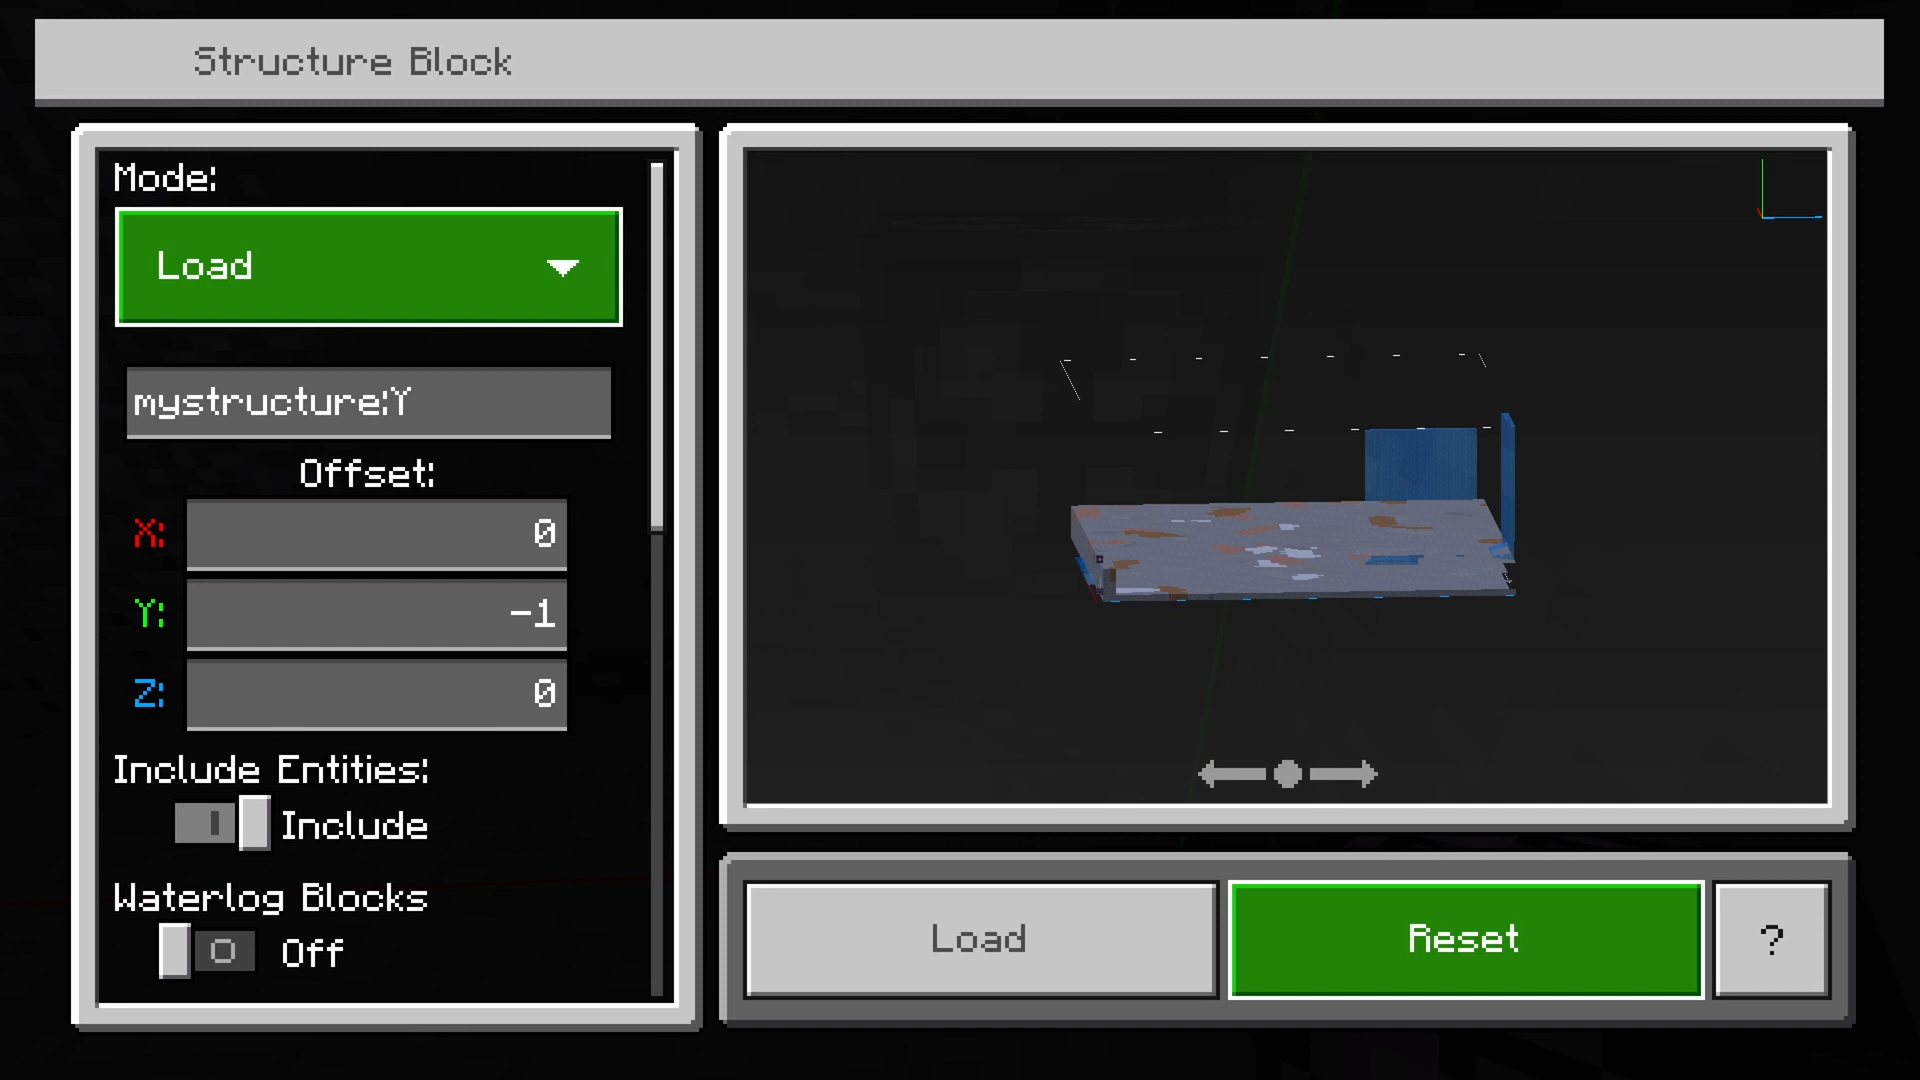 Structure Block
Mode:
Load
mystructure:Y
Offset:
X: 0
Y: -1
Z: 0
Include Entities:
Include
Waterlog Blocks
Off
Load
Reset
?